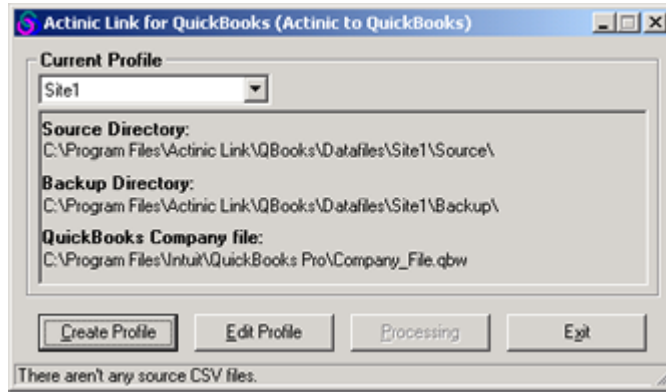 Actinic Link for QuickBooks (Actinic to QuickBooks)
Current Profile
Site1
Source Directory:
C:\Program Files\Actinic Link\QBooks\Datafiles\Site1\Source\
Backup Directory:
C:\Program Files\Actinic Link\QBooks\Datafiles\Site1\Backup\
QuickBooks Company file:
C:\Program Files\Intuit\QuickBooks Pro\Company_File.qbw
Create Profile Edit Profile Processing Exit
There aren't any source CSV files.